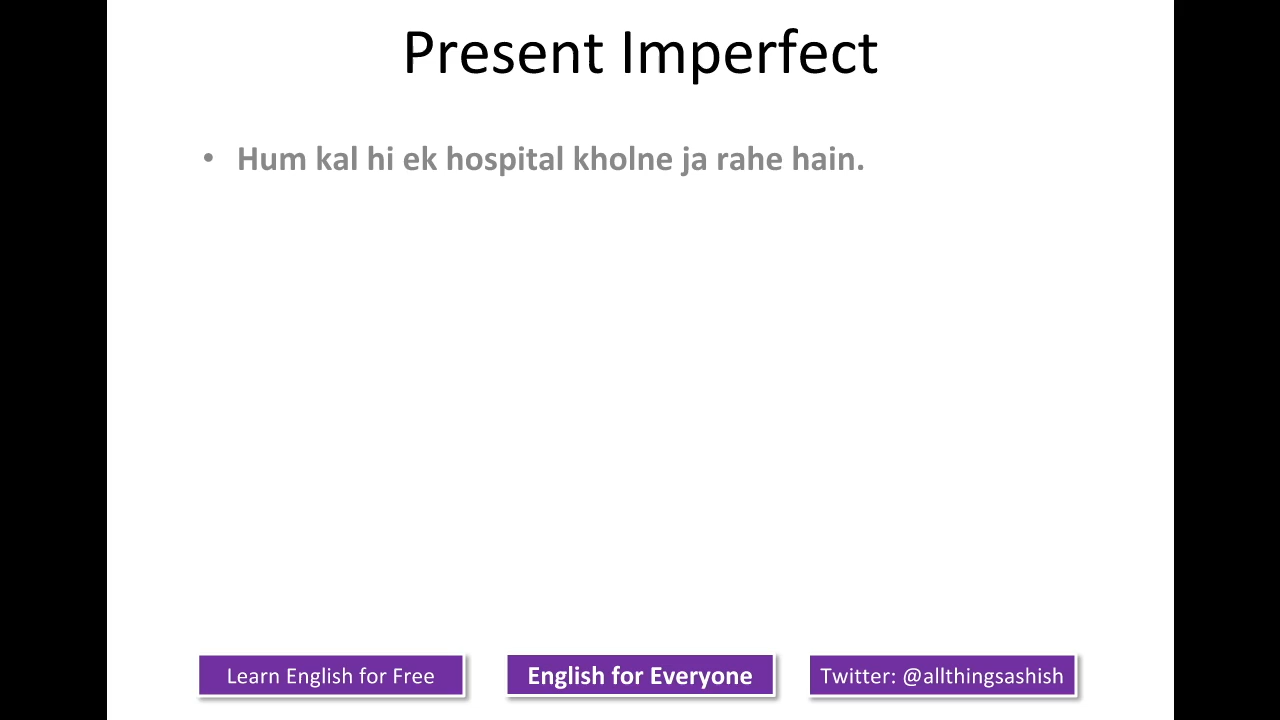 Present Imperfect
• Hum kal hi ek hospital kholne ja rahe hain.
Learn English for Free
English for Everyone
Twitter: @allthingsashish